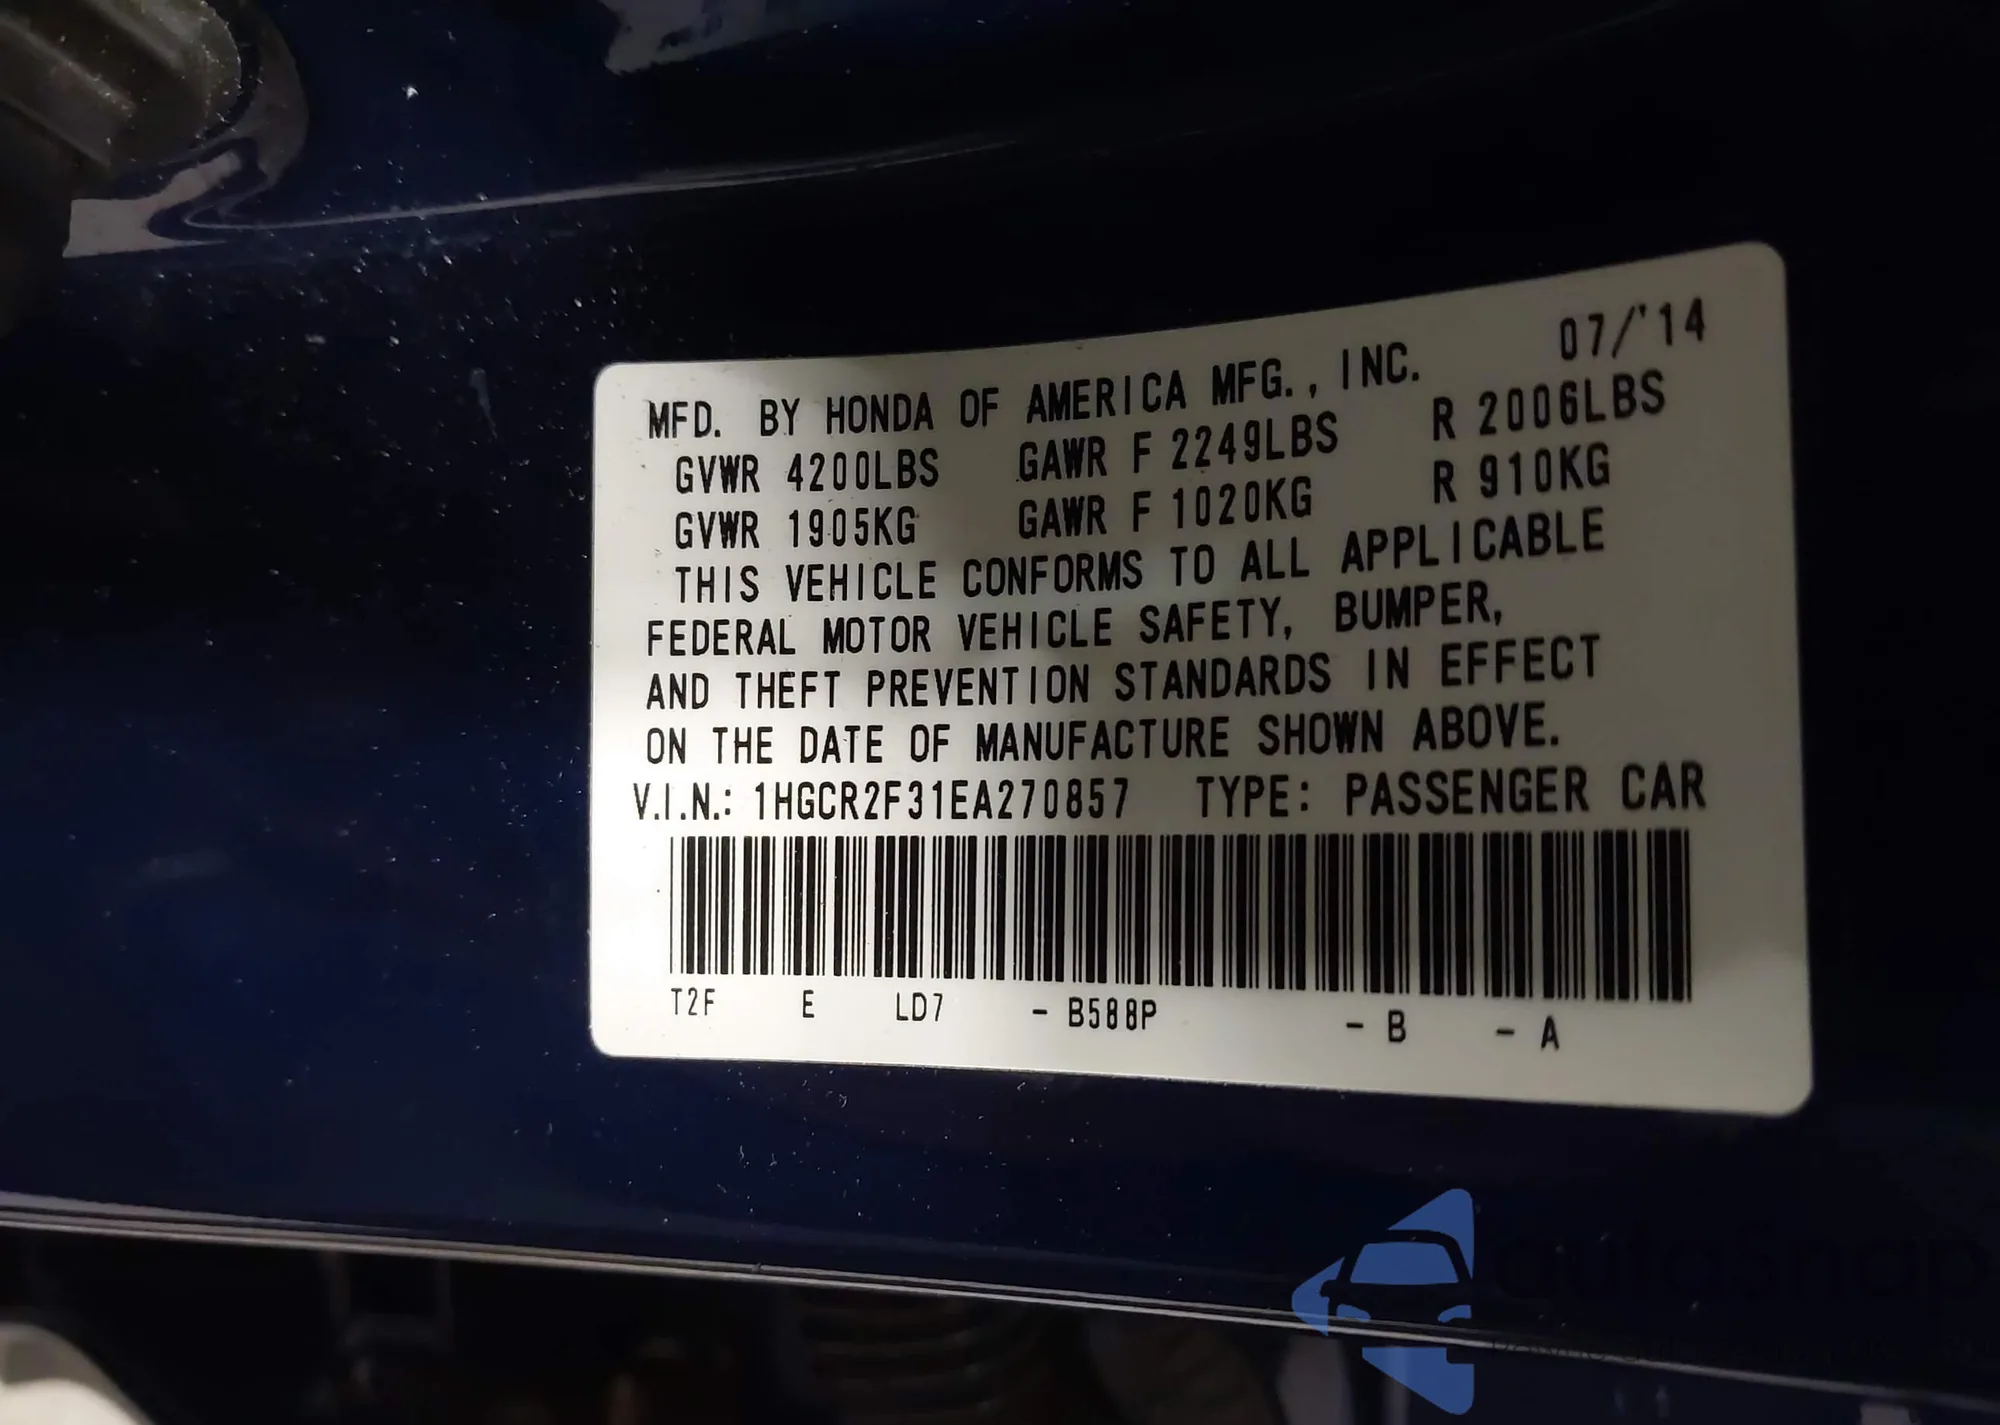 07/'14
MFD. BY HONDA OF AMERICA MFG., INC.
GVWR 4200LBS GAWR F 2249LBS R 2006LBS
GVWR 1905KG GAWR F 1020KG R 910KG
THIS VEHICLE CONFORMS TO ALL APPLICABLE
FEDERAL MOTOR VEHICLE SAFETY, BUMPER,
AND THEFT PREVENTION STANDARDS IN EFFECT
ON THE DATE OF MANUFACTURE SHOWN ABOVE.
V.I.N.: 1HGCR2F31EA270857 TYPE: PASSENGER CAR
T2F E LD7 - B588P - B - A